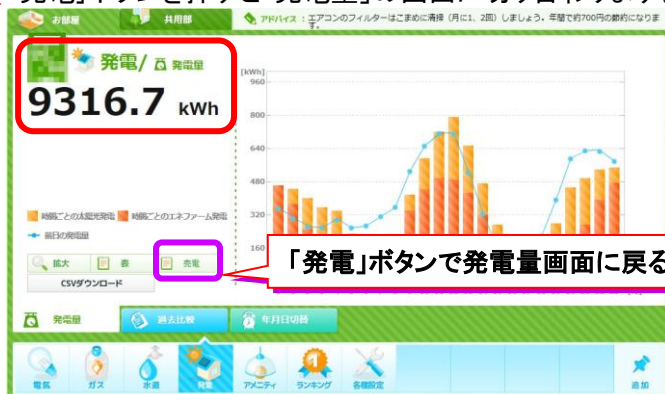 お部屋
共用部
アドバイス：エアコンのフィルターはこまめに清掃（月に1、2回）しましょう。年間で約700円の節約になりま
す。
発電/ 発電量
9316.7 kWh
[kWh]
960
800
640
480
320
160
時間ごとの太陽光発電 時間ごとのエネファーム発電
前日の発電量
拡大
表
売電
CSVダウンロード
「発電」ボタンで発電量画面に戻る
発電量
過去比較
年月日切替
電気
ガス
水道
発電
アメニティ
ランキング
各種設定
追加